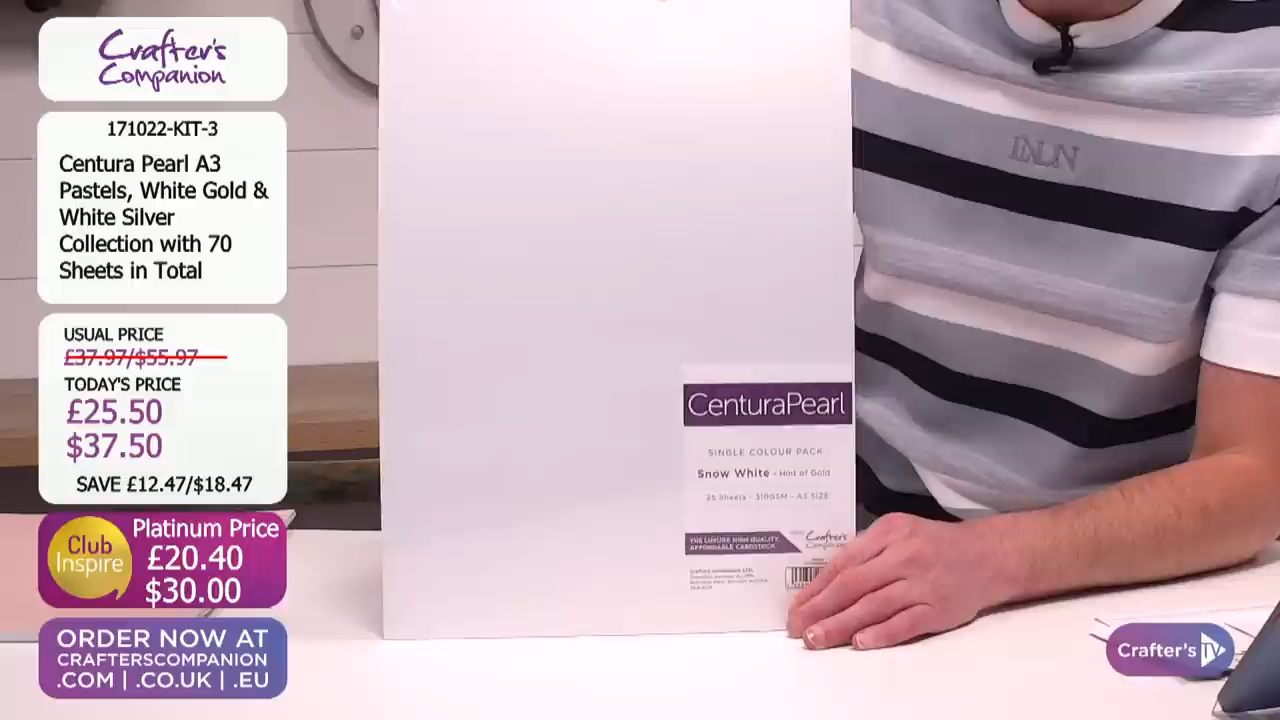 Crafter's
Companion
171022-KIT-3
Centura Pearl A3
Pastels, White Gold &
White Silver
Collection with 70
Sheets in Total
USUAL PRICE
£37.97/$55.97
TODAY'S PRICE
£25.50
$37.50
SAVE £12.47/$18.47
Club
Inspire
Platinum Price
£20.40
$30.00
ORDER NOW AT
CRAFTERSCOMPANION
.COM | .CO.UK | .EU
CenturaPearl
SINGLE COLOUR PACK
Snow White - Hint of Gold
25 Sheets - 310GSM - A3 SIZE
THE LUXURY HIGH QUALITY
AFFORDABLE CARDSTOCK
Crafter's
Companion
Crafter's TV